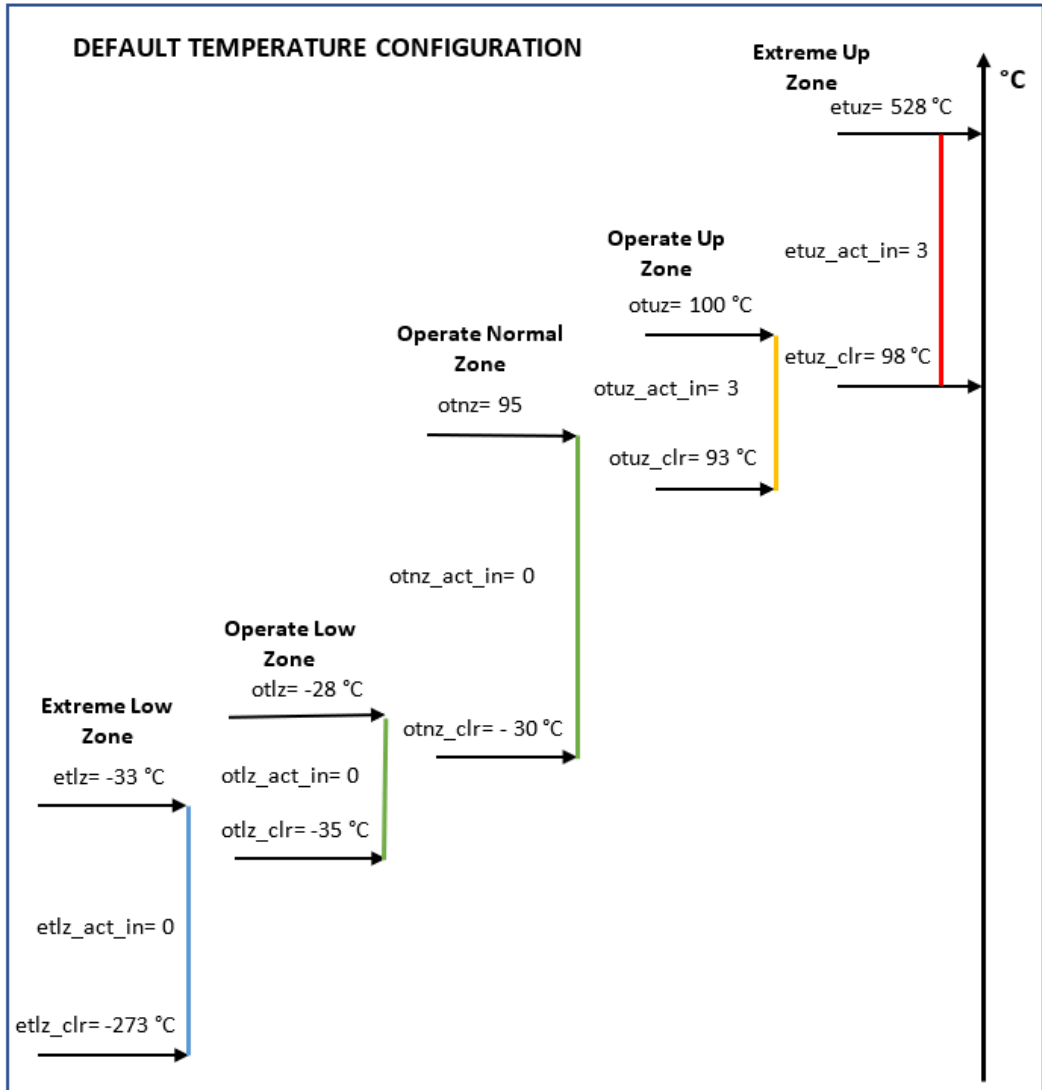 DEFAULT TEMPERATURE CONFIGURATION
Extreme Up
Zone
°C
etuz= 528 °C
Operate Up
Zone
etuz_act_in= 3
otuz= 100 °C
Operate Normal
Zone
etuz_clr= 98 °C
otuz_act_in= 3
otnz= 95
otuz_clr= 93 °C
otnz_act_in= 0
Operate Low
Zone
otlz= -28 °C
Extreme Low
Zone
otnz_clr= - 30 °C
etlz= -33 °C
otlz_act_in= 0
otlz_clr= -35 °C
etlz_act_in= 0
etlz_clr= -273 °C